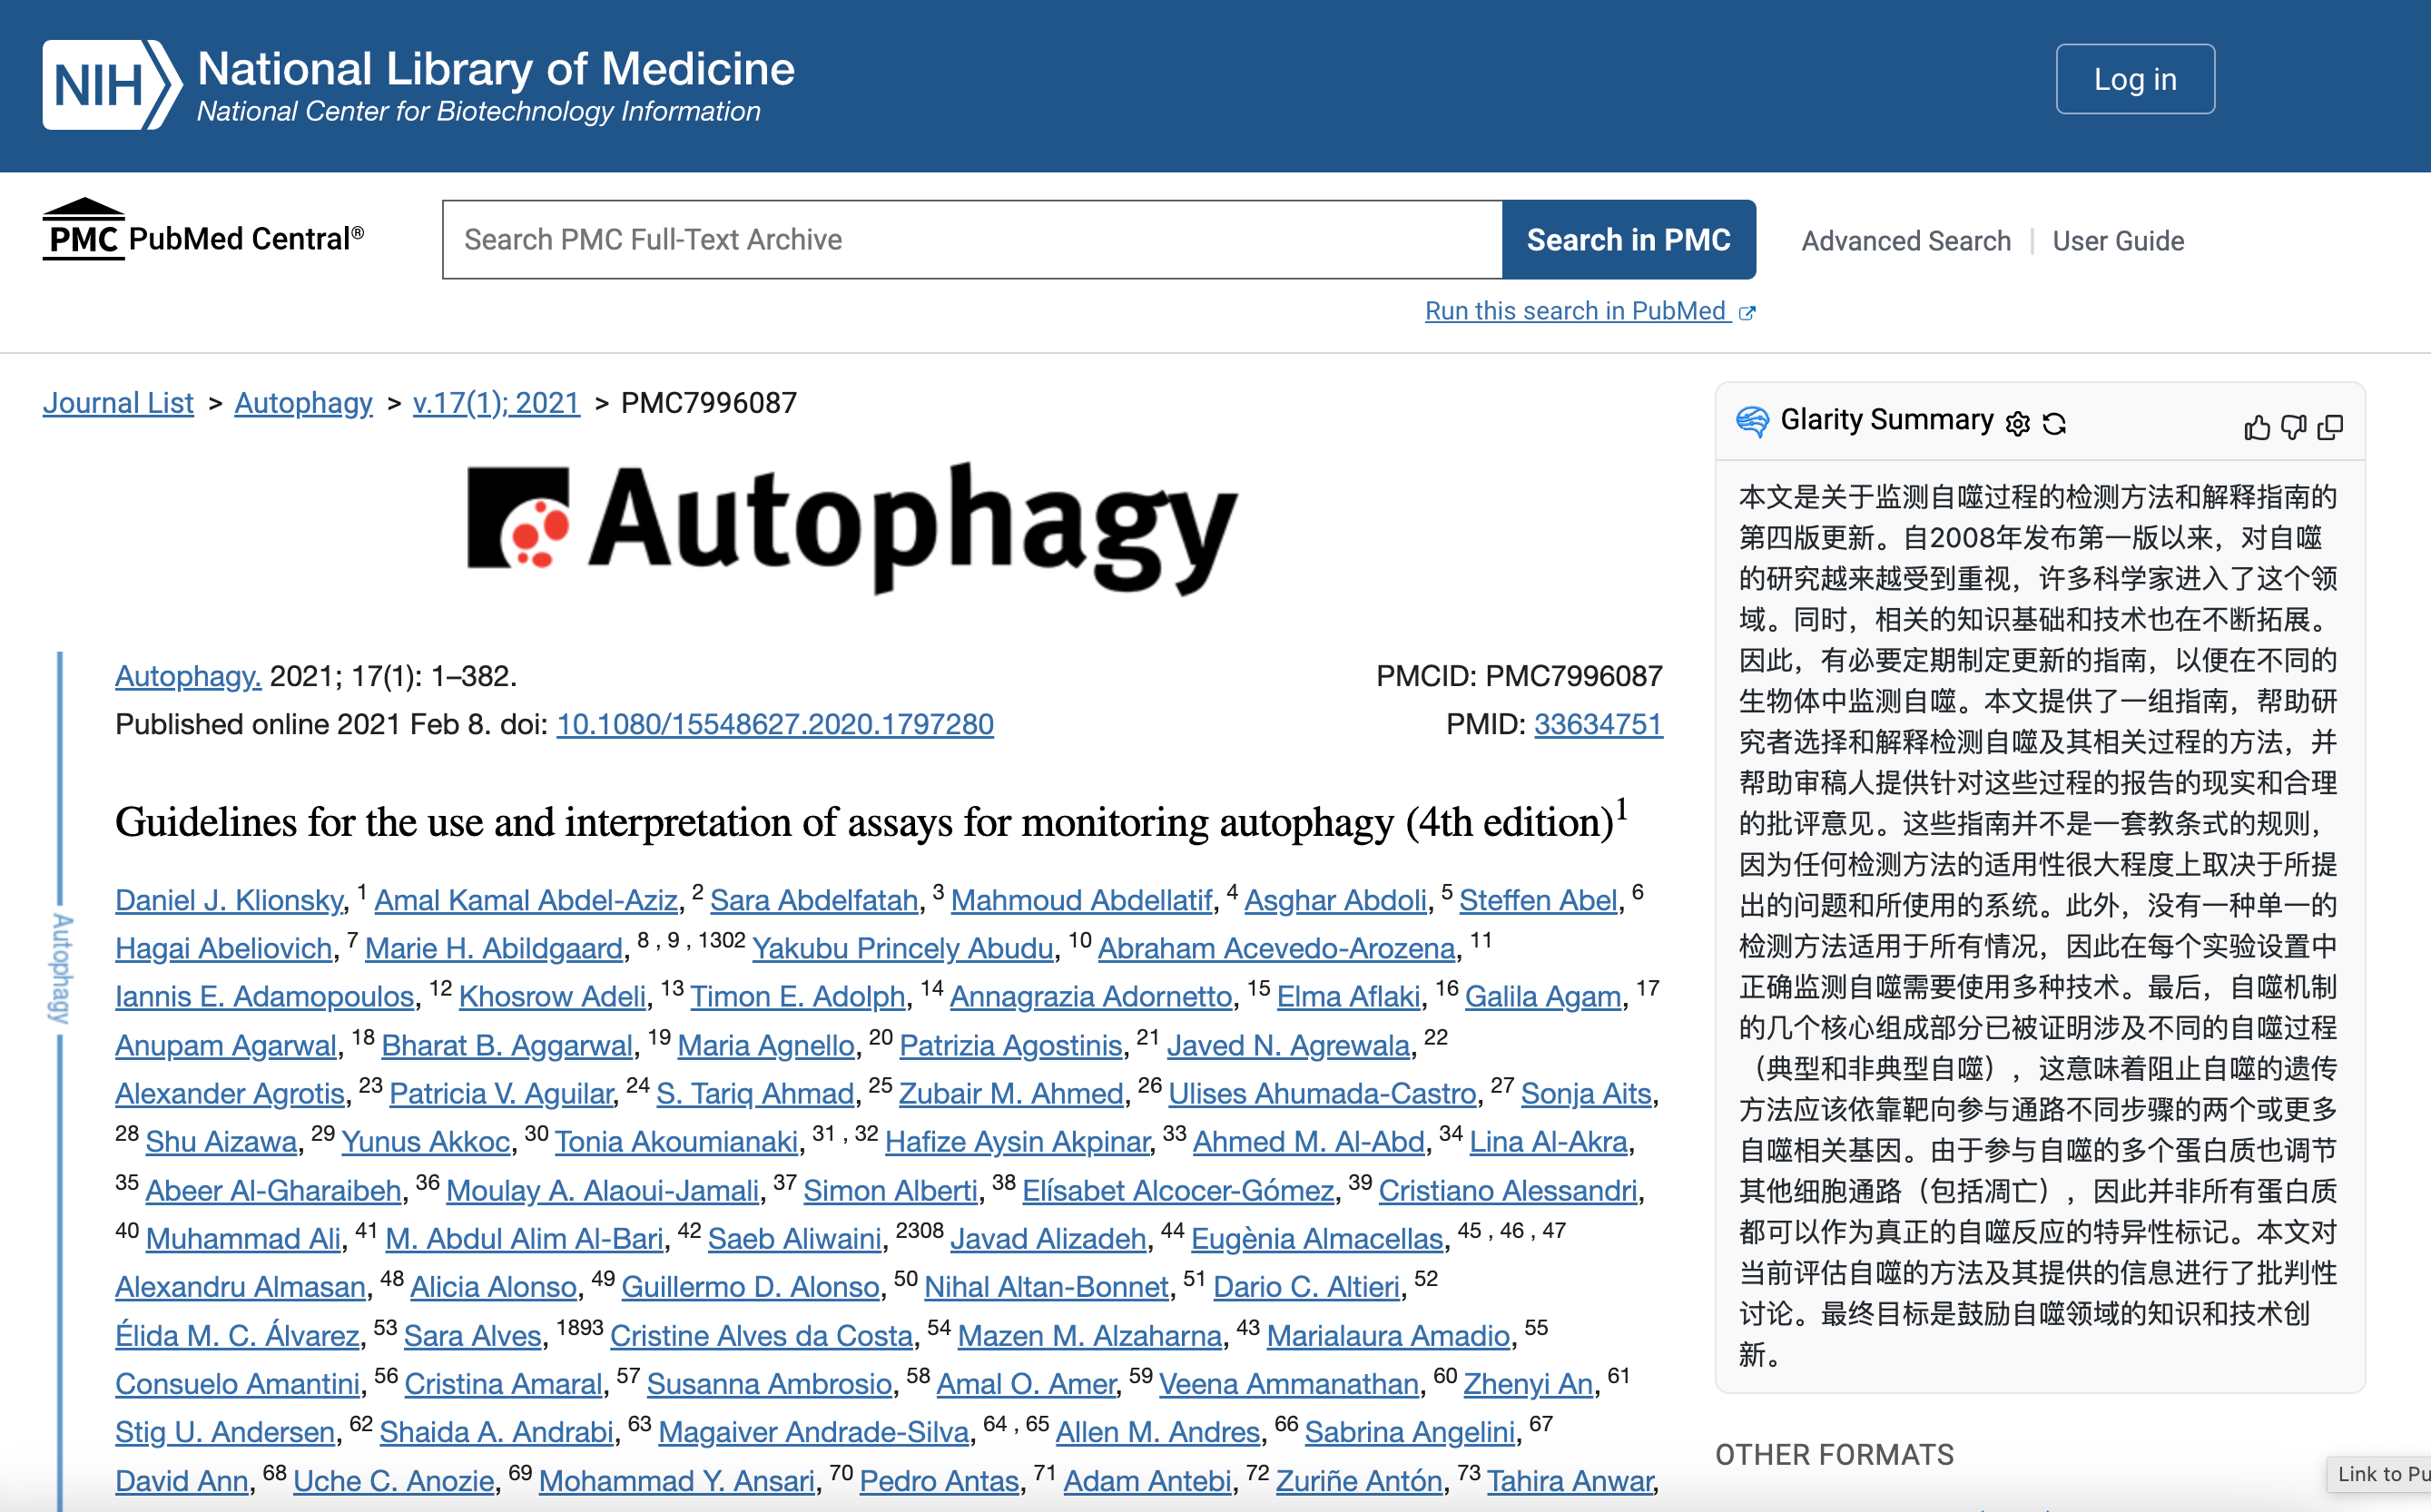 NIH
National Library of Medicine
National Center for Biotechnology Information
Log in
PMC PubMed Central®
Search PMC Full-Text Archive
Search in PMC
Advanced Search | User Guide
Run this search in PubMed
Journal List > Autophagy > v.17(1); 2021 > PMC7996087
Autophagy
Autophagy
Autophagy. 2021; 17(1): 1–382.
PMCID: PMC7996087
Published online 2021 Feb 8. doi: 10.1080/15548627.2020.1797280
PMID: 33634751
Guidelines for the use and interpretation of assays for monitoring autophagy (4th edition)1
Daniel J. Klionsky, 1 Amal Kamal Abdel-Aziz, 2 Sara Abdelfatah, 3 Mahmoud Abdellatif, 4 Asghar Abdoli, 5 Steffen Abel, 6
Hagai Abeliovich, 7 Marie H. Abildgaard, 8 , 9 , 1302 Yakubu Princely Abudu, 10 Abraham Acevedo-Arozena, 11
Iannis E. Adamopoulos, 12 Khosrow Adeli, 13 Timon E. Adolph, 14 Annagrazia Adornetto, 15 Elma Aflaki, 16 Galila Agam, 17
Anupam Agarwal, 18 Bharat B. Aggarwal, 19 Maria Agnello, 20 Patrizia Agostinis, 21 Javed N. Agrewala, 22
Alexander Agrotis, 23 Patricia V. Aguilar, 24 S. Tariq Ahmad, 25 Zubair M. Ahmed, 26 Ulises Ahumada-Castro, 27 Sonja Aits,
28 Shu Aizawa, 29 Yunus Akkoc, 30 Tonia Akoumianaki, 31 , 32 Hafize Aysin Akpinar, 33 Ahmed M. Al-Abd, 34 Lina Al-Akra,
35 Abeer Al-Gharaibeh, 36 Moulay A. Alaoui-Jamali, 37 Simon Alberti, 38 Elísabet Alcocer-Gómez, 39 Cristiano Alessandri,
40 Muhammad Ali, 41 M. Abdul Alim Al-Bari, 42 Saeb Aliwaini, 2308 Javad Alizadeh, 44 Eugènia Almacellas, 45 , 46 , 47
Alexandru Almasan, 48 Alicia Alonso, 49 Guillermo D. Alonso, 50 Nihal Altan-Bonnet, 51 Dario C. Altieri, 52
Élida M. C. Álvarez, 53 Sara Alves, 1893 Cristine Alves da Costa, 54 Mazen M. Alzaharna, 43 Marialaura Amadio, 55
Consuelo Amantini, 56 Cristina Amaral, 57 Susanna Ambrosio, 58 Amal O. Amer, 59 Veena Ammanathan, 60 Zhenyi An, 61
Stig U. Andersen, 62 Shaida A. Andrabi, 63 Magaiver Andrade-Silva, 64 , 65 Allen M. Andres, 66 Sabrina Angelini, 67
David Ann, 68 Uche C. Anozie, 69 Mohammad Y. Ansari, 70 Pedro Antas, 71 Adam Antebi, 72 Zuriñe Antón, 73 Tahira Anwar,
Glarity Summary
本文是关于监测自噬过程的检测方法和解释指南的
第四版更新。自2008年发布第一版以来，对自噬
的研究越来越受到重视，许多科学家进入了这个领
域。同时，相关的知识基础和技术也在不断拓展。
因此，有必要定期制定更新的指南，以便在不同的
生物体中监测自噬。本文提供了一组指南，帮助研
究者选择和解释检测自噬及其相关过程的方法，并
帮助审稿人提供针对这些过程的报告的现实和合理
的批评意见。这些指南并不是一套教条式的规则，
因为任何检测方法的适用性很大程度上取决于所提
出的问题和所使用的系统。此外，没有一种单一的
检测方法适用于所有情况，因此在每个实验设置中
正确监测自噬需要使用多种技术。最后，自噬机制
的几个核心组成部分已被证明涉及不同的自噬过程
（典型和非典型自噬），这意味着阻止自噬的遗传
方法应该依靠靶向参与通路不同步骤的两个或更多
自噬相关基因。由于参与自噬的多个蛋白质也调节
其他细胞通路（包括凋亡），因此并非所有蛋白质
都可以作为真正的自噬反应的特异性标记。本文对
当前评估自噬的方法及其提供的信息进行了批判性
讨论。最终目标是鼓励自噬领域的知识和技术创
新。
OTHER FORMATS
Link to Pu